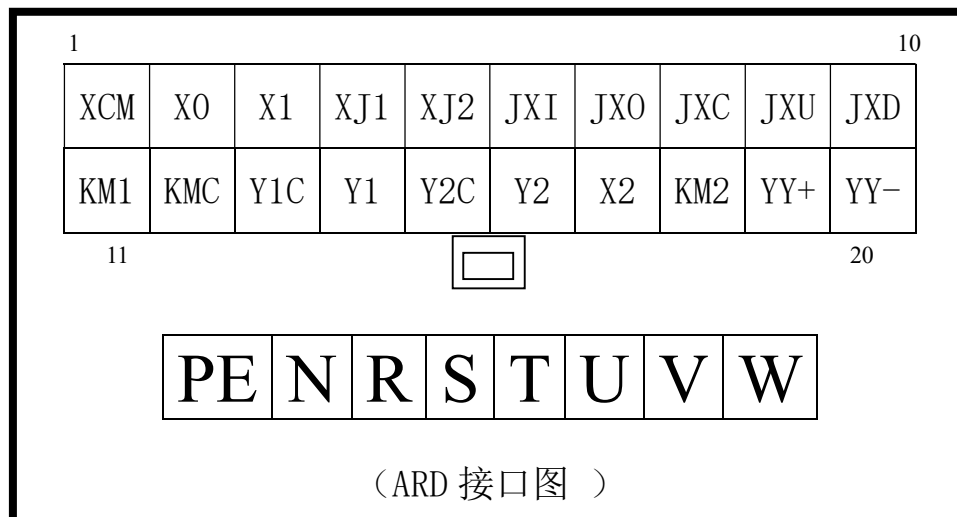 1 10
XCM X0 X1 XJ1 XJ2 JXI JXO JXC JXU JXD
KM1 KMC Y1C Y1 Y2C Y2 X2 KM2 YY+ YY-
11 20
PE N R S T U V W
（ARD 接口图 ）